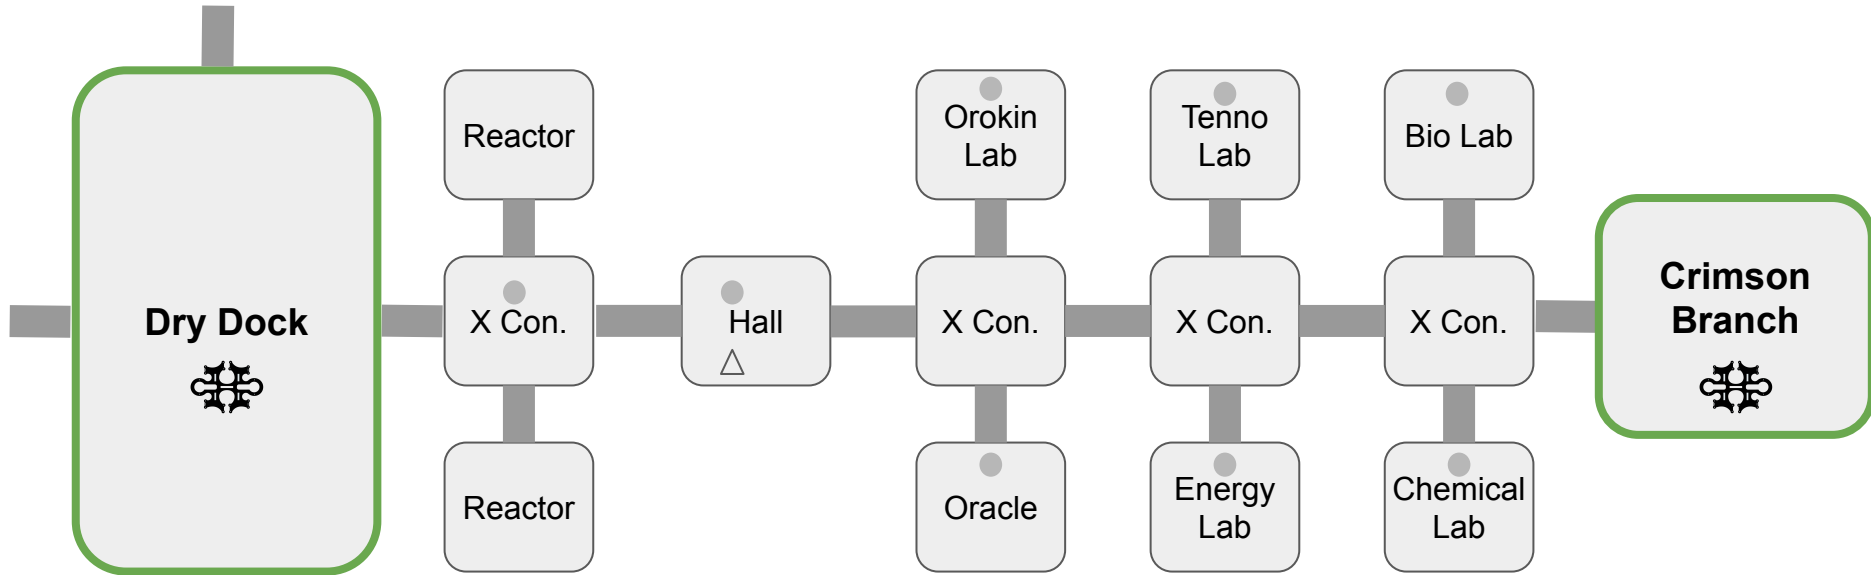 Reactor
Orokin
Lab
Tenno
Lab
Bio Lab
Dry Dock
X Con.
Hall
X Con.
X Con.
X Con.
Crimson
Branch
Reactor
Oracle
Energy
Lab
Chemical
Lab